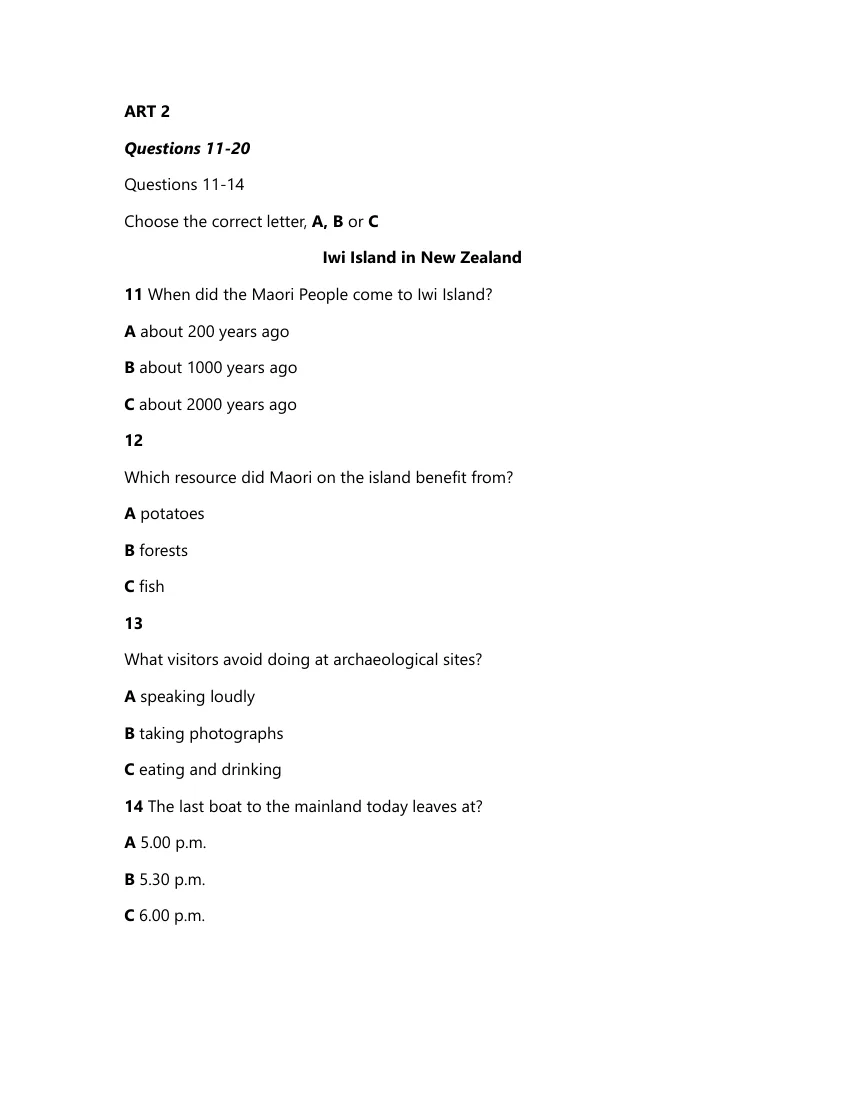 ART 2
Questions 11-20
Questions 11-14
Choose the correct letter, A, B or C
Iwi Island in New Zealand
11 When did the Maori People come to Iwi Island?
A about 200 years ago
B about 1000 years ago
C about 2000 years ago
12
Which resource did Maori on the island benefit from?
A potatoes
B forests
C fish
13
What visitors avoid doing at archaeological sites?
A speaking loudly
B taking photographs
C eating and drinking
14 The last boat to the mainland today leaves at?
A 5.00 p.m.
B 5.30 p.m.
C 6.00 p.m.